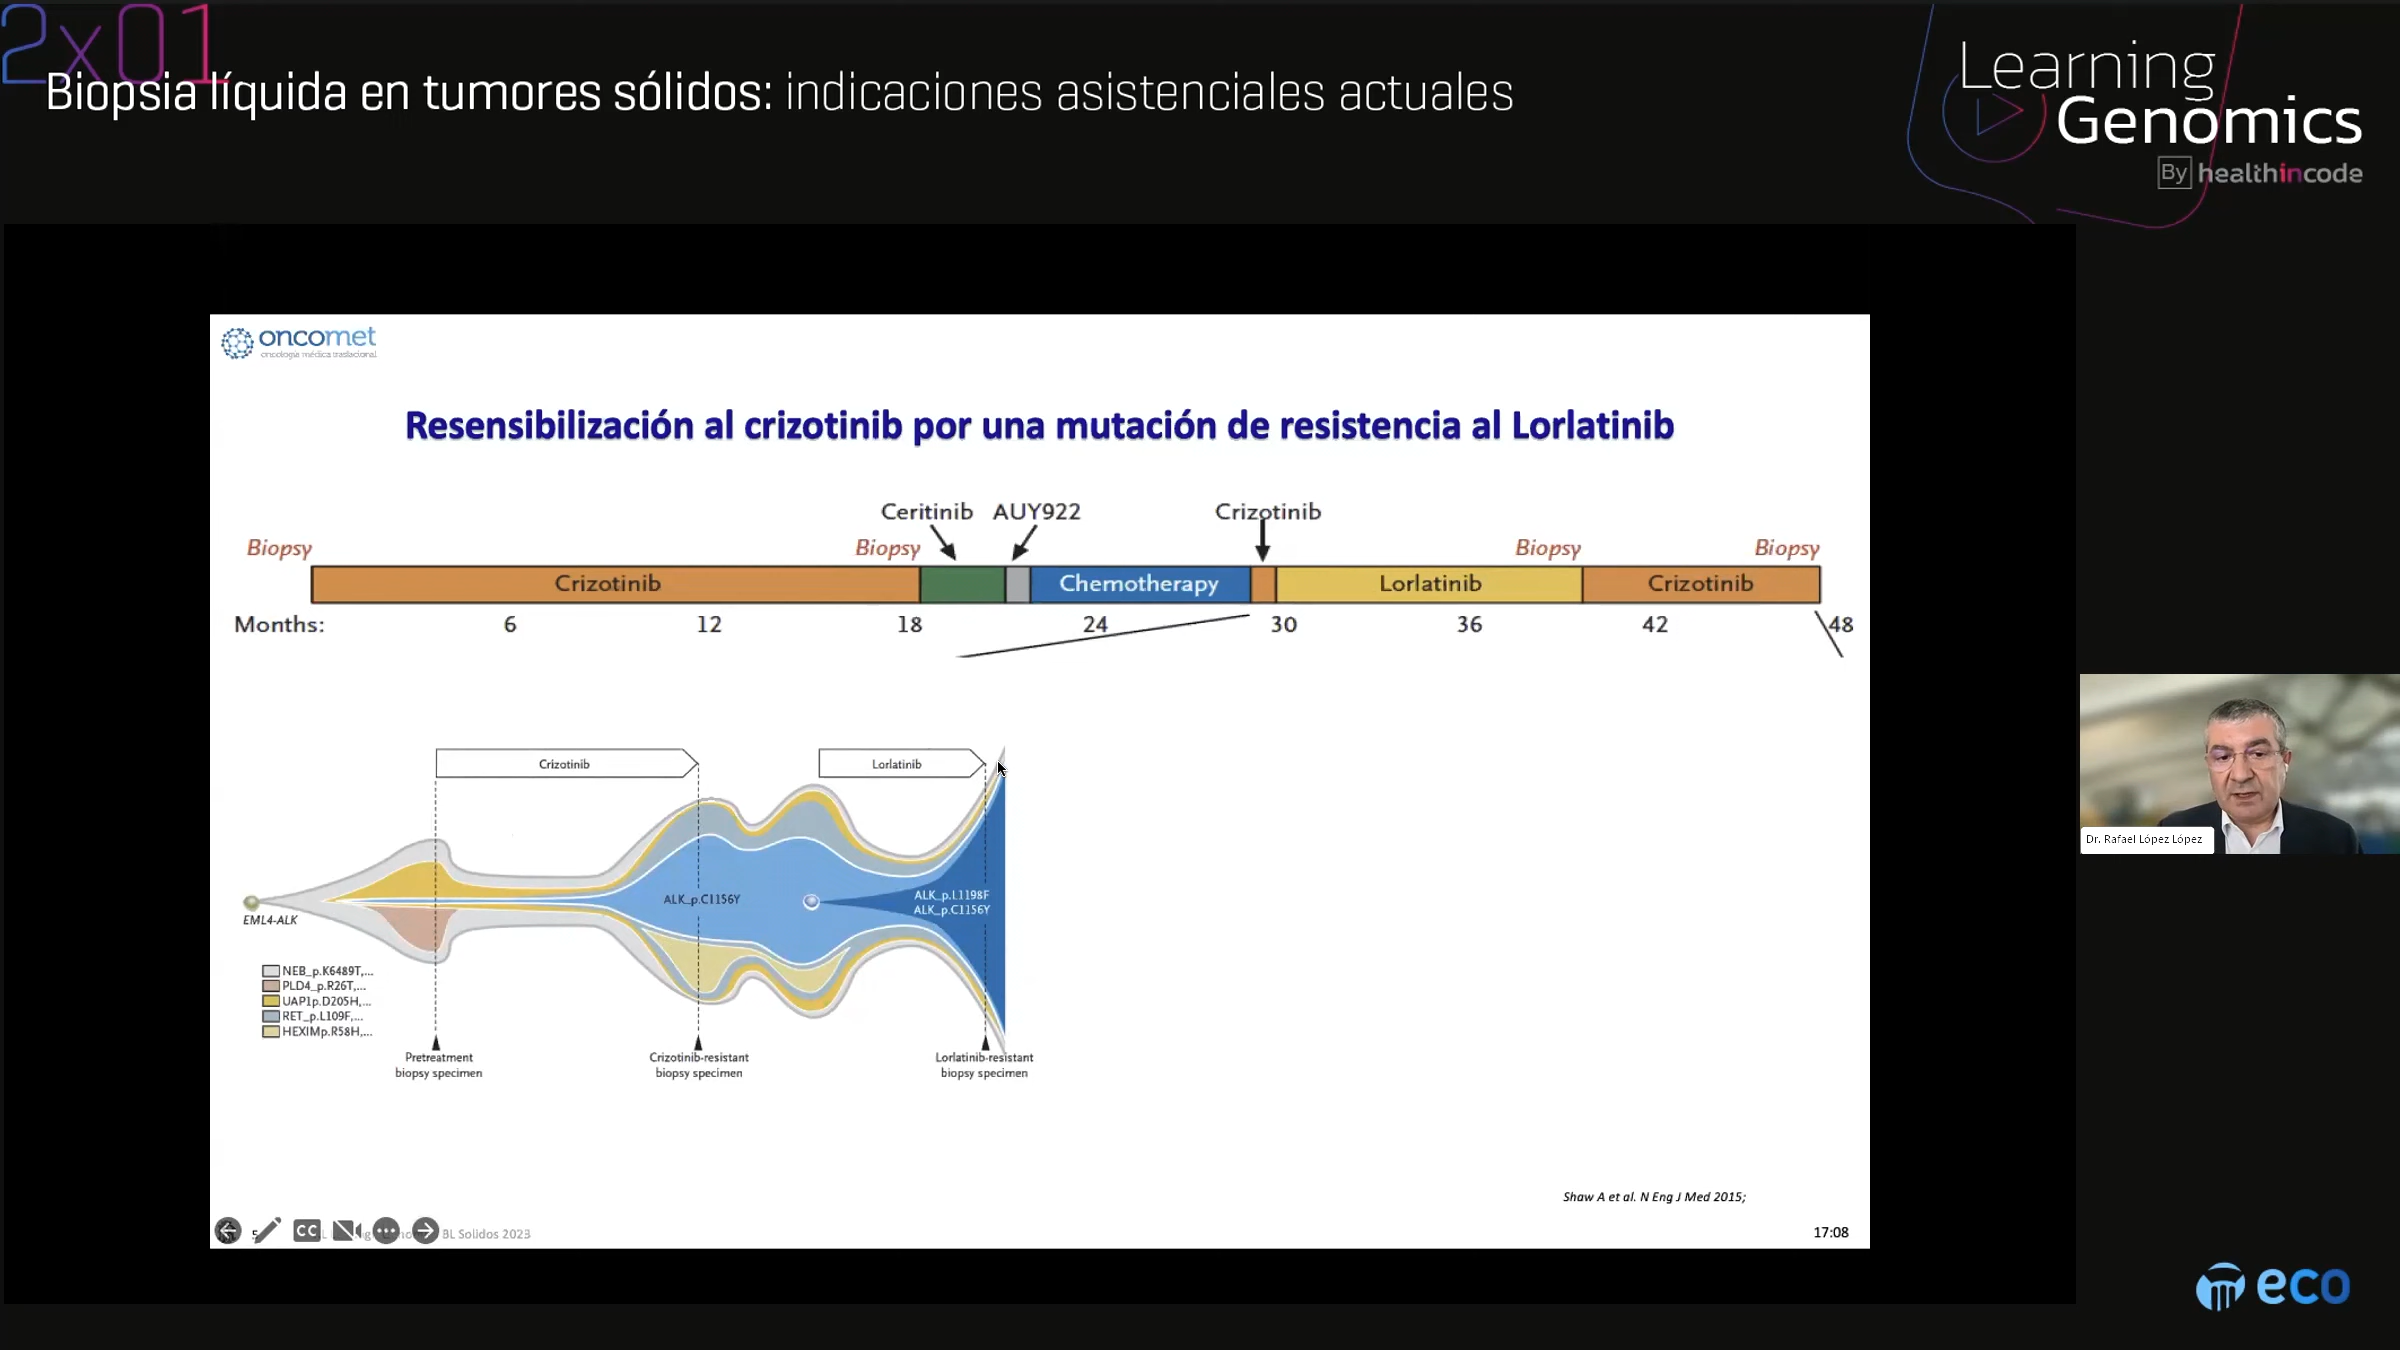 2x01
Biopsia líquida en tumores sólidos: indicaciones asistenciales actuales
Learning
Genomics
By healthincode
oncomet
oncología médica traslacional
Resensibilización al crizotinib por una mutación de resistencia al Lorlatinib
Ceritinib AUY922 Crizotinib
Biopsy Biopsy Biopsy Biopsy
Crizotinib Chemotherapy Lorlatinib Crizotinib
Months: 6 12 18 24 30 36 42 48
Crizotinib Lorlatinib
ALK_p.C1156Y
ALK_p.L1198F
ALK_p.C1156Y
EML4-ALK
NEB_p.K6489T,...
PLD4_p.R26T,...
UAP1p.D205H,...
RET_p.L109F,...
HEXIMp.R58H,...
Pretreatment
biopsy specimen
Crizotinib-resistant
biopsy specimen
Lorlatinib-resistant
biopsy specimen
Shaw A et al. N Eng J Med 2015;
CC
BL Solidos 2023
17:08
Dr. Rafael López López
eco